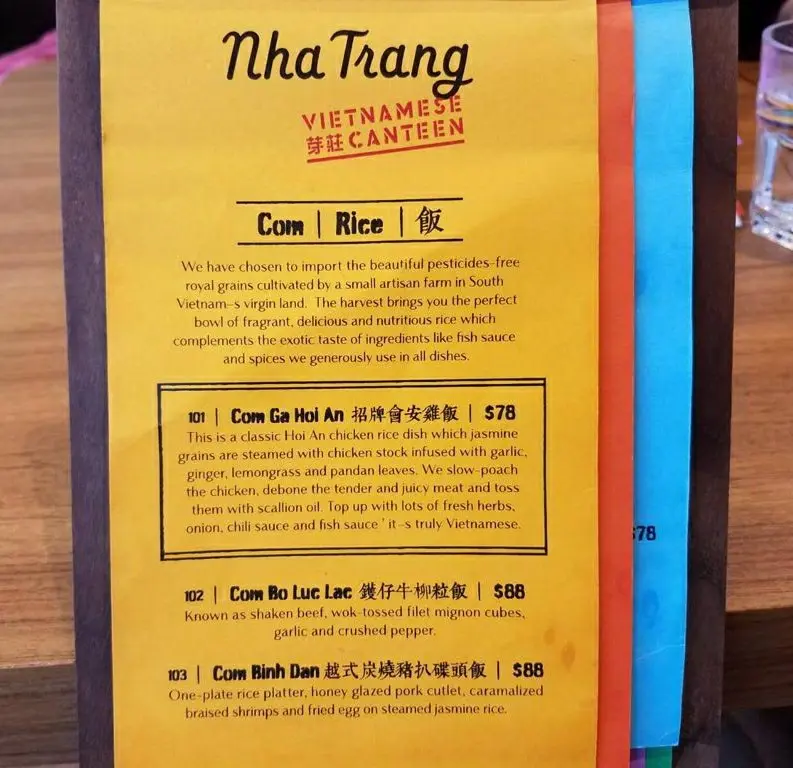 Nha Trang
VIETNAMESE
芽莊 CANTEEN
Com | Rice | 飯
We have chosen to import the beautiful pesticides-free
royal grains cultivated by a small artisan farm in South
Vietnam-s virgin land. The harvest brings you the perfect
bowl of fragrant, delicious and nutritious rice which
complements the exotic taste of ingredients like fish sauce
and spices we generously use in all dishes.
101 | Com Ga Hoi An 招牌會安雞飯 | $78
This is a classic Hoi An chicken rice dish which jasmine
grains are steamed with chicken stock infused with garlic,
ginger, lemongrass and pandan leaves. We slow-poach
the chicken, debone the tender and juicy meat and toss
them with scallion oil. Top up with lots of fresh herbs,
onion, chili sauce and fish sauce ' it-s truly Vietnamese.
$78
102 | Com Bo Luc Lac 鑊仔牛柳粒飯 | $88
Known as shaken beef, wok-tossed filet mignon cubes,
garlic and crushed pepper.
103 | Com Binh Dan 越式炭燒豬扒碟頭飯 | $88
One-plate rice platter, honey glazed pork cutlet, caramalized
braised shrimps and fried egg on steamed jasmine rice.